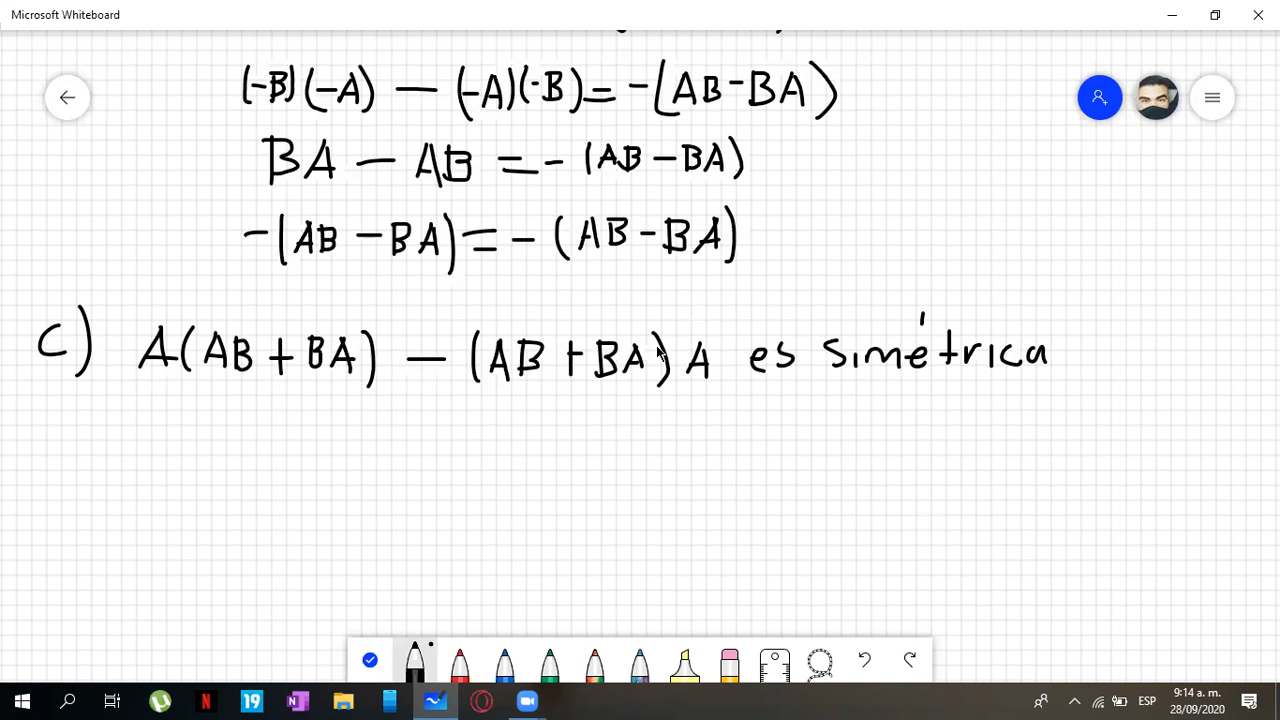 Microsoft Whiteboard
(-B)(-A) — (-A)(-B) = -(AB-BA)
BA — AB = -(AB-BA)
-(AB-BA) = -(AB-BA)
C) A(AB+BA) — (AB+BA)A es simétrica
19
ESP
9:14 a. m.
28/09/2020